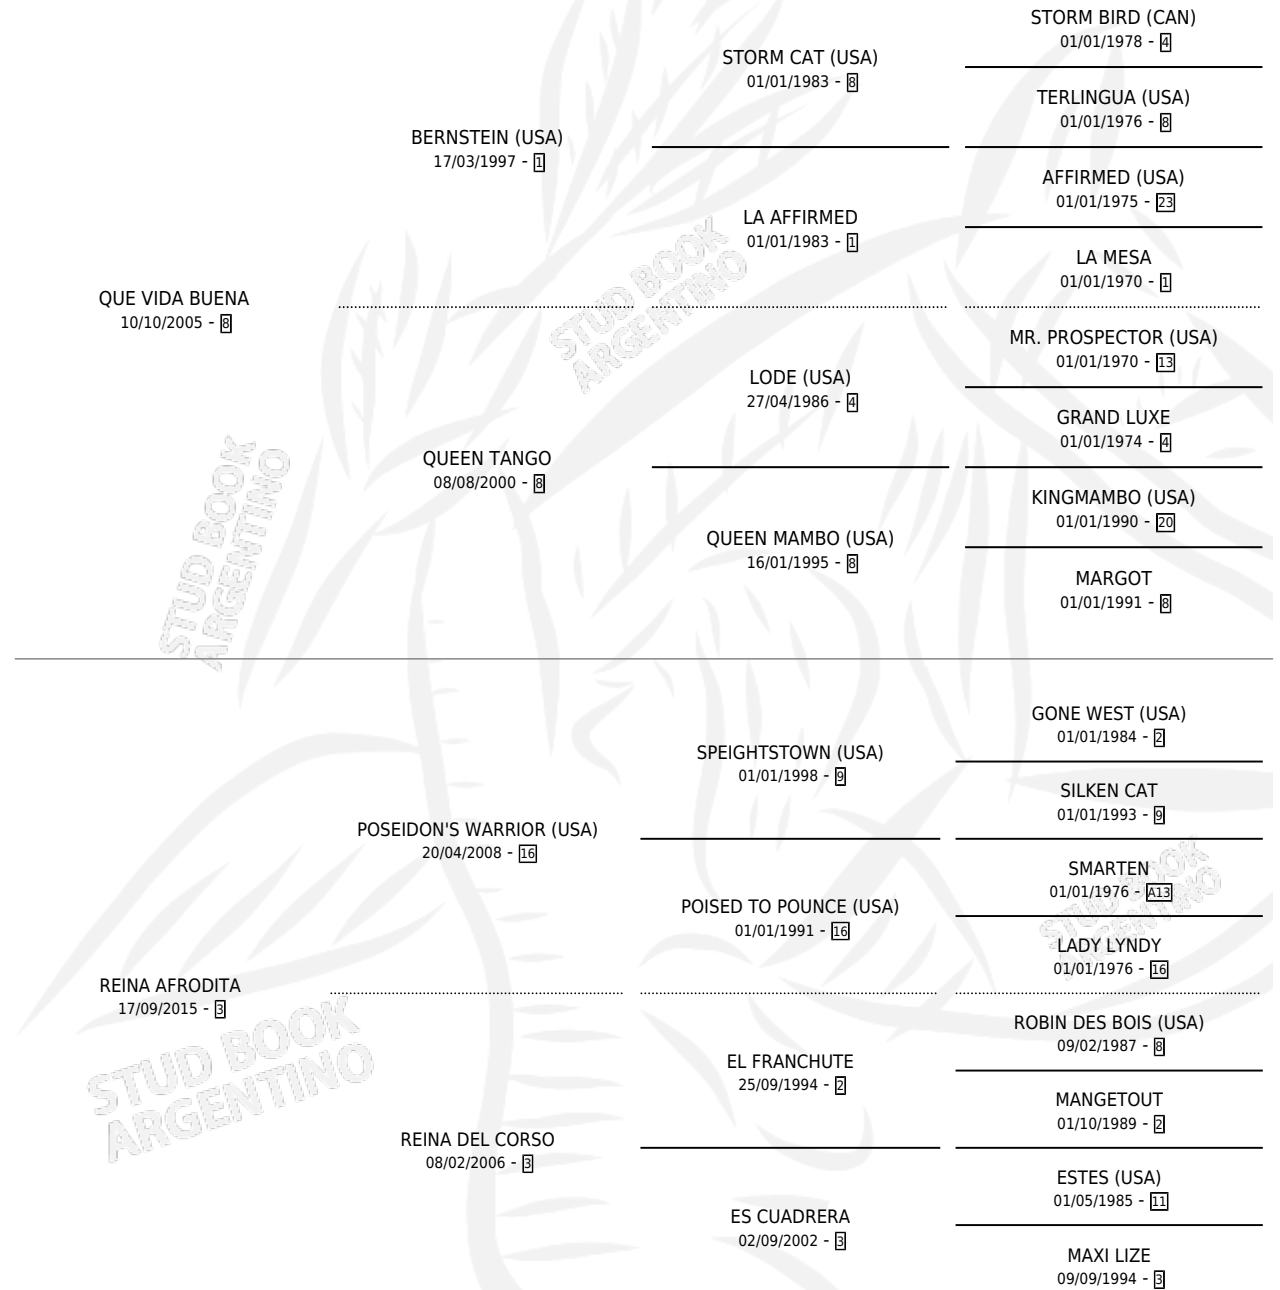 STORM BIRD (CAN)
01/01/1978 - 4
STORM CAT (USA)
01/01/1983 - 8
TERLINGUA (USA)
01/01/1976 - 8
BERNSTEIN (USA)
17/03/1997 - 1
AFFIRMED (USA)
01/01/1975 - 23
LA AFFIRMED
01/01/1983 - 1
LA MESA
01/01/1970 - 1
QUE VIDA BUENA
10/10/2005 - 8
MR. PROSPECTOR (USA)
01/01/1970 - 13
LODE (USA)
27/04/1986 - 4
GRAND LUXE
01/01/1974 - 4
QUEEN TANGO
08/08/2000 - 8
KINGMAMBO (USA)
01/01/1990 - 20
QUEEN MAMBO (USA)
16/01/1995 - 8
MARGOT
01/01/1991 - 8
STUD BOOK
ARGENTINO
STUD BOOK
ARGENTINO
GONE WEST (USA)
01/01/1984 - 2
SPEIGHTSTOWN (USA)
01/01/1998 - 9
SILKEN CAT
01/01/1993 - 9
POSEIDON'S WARRIOR (USA)
20/04/2008 - 16
SMARTEN
01/01/1976 - A13
POISED TO POUNCE (USA)
01/01/1991 - 16
LADY LYNDY
01/01/1976 - 16
REINA AFRODITA
17/09/2015 - 3
ROBIN DES BOIS (USA)
09/02/1987 - 8
EL FRANCHUTE
25/09/1994 - 2
MANGETOUT
01/10/1989 - 2
REINA DEL CORSO
08/02/2006 - 3
ESTES (USA)
01/05/1985 - 11
ES CUADRERA
02/09/2002 - 3
MAXI LIZE
09/09/1994 - 3
STUD BOOK
ARGENTINO
STUD BOOK
ARGENTINO